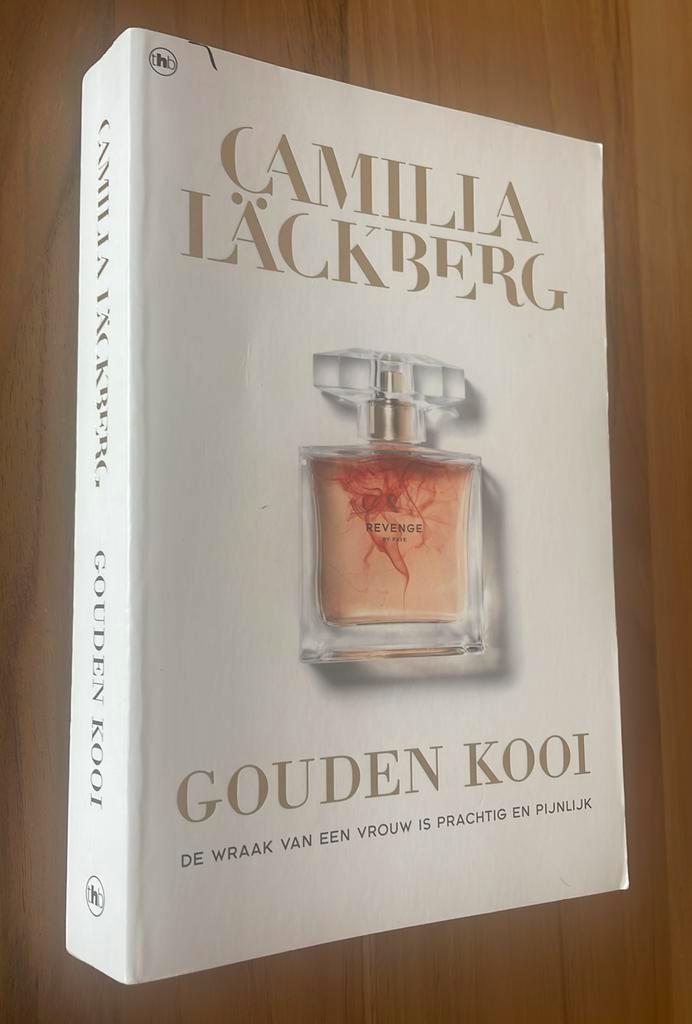 thb
CAMILLA
LÄCKBERG
REVENGE
BY FAYE
GOUDEN KOOI
DE WRAAK VAN EEN VROUW IS PRACHTIG EN PIJNLIJK
CAMILLA LÄCKBERG
GOUDEN KOOI
thb